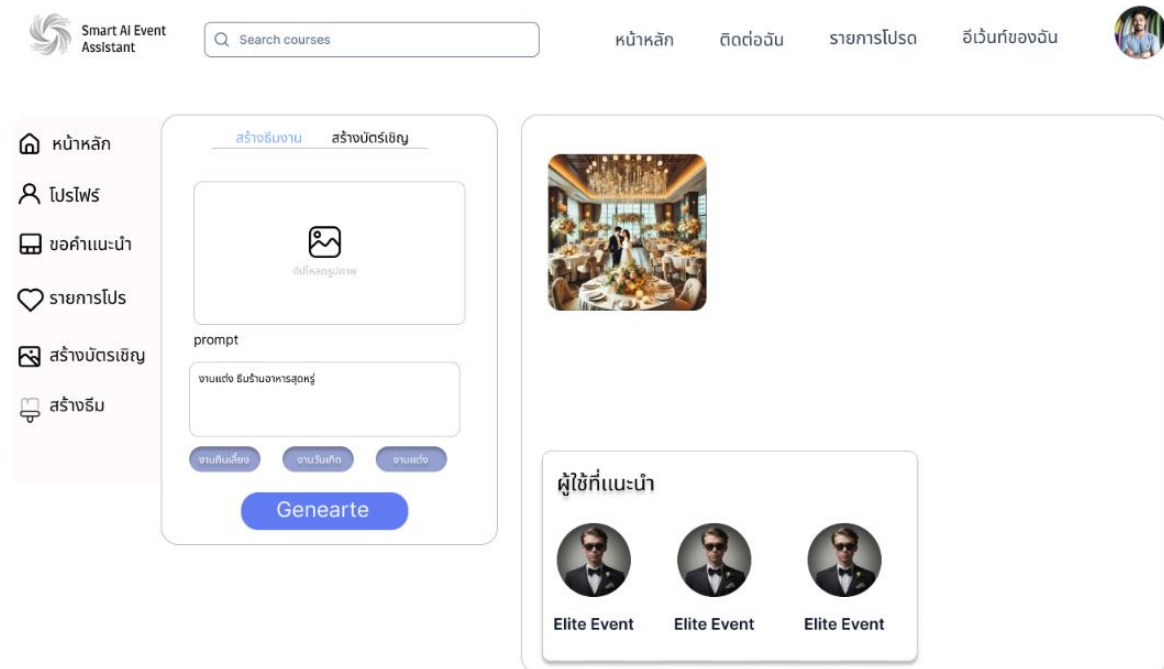 Smart AI Event
Assistant
Search courses
หน้าหลัก
ติดต่อฉัน
รายการโปรด
อีเว้นท์ของฉัน
หน้าหลัก
โปรไฟร์
ขอคำแนะนำ
รายการโปร
สร้างบัตรเชิญ
สร้างธีม
สร้างธีมงาน
สร้างบัตร์เชิญ
อัปโหลดรูปภาพ
prompt
งานแต่ง ธีมร้านอาหารสุดหรู่
งานกินเลี้ยง
งานวันเกิด
งานแต่ง
Genearte
ผู้ใช้ที่แนะนำ
Elite Event
Elite Event
Elite Event